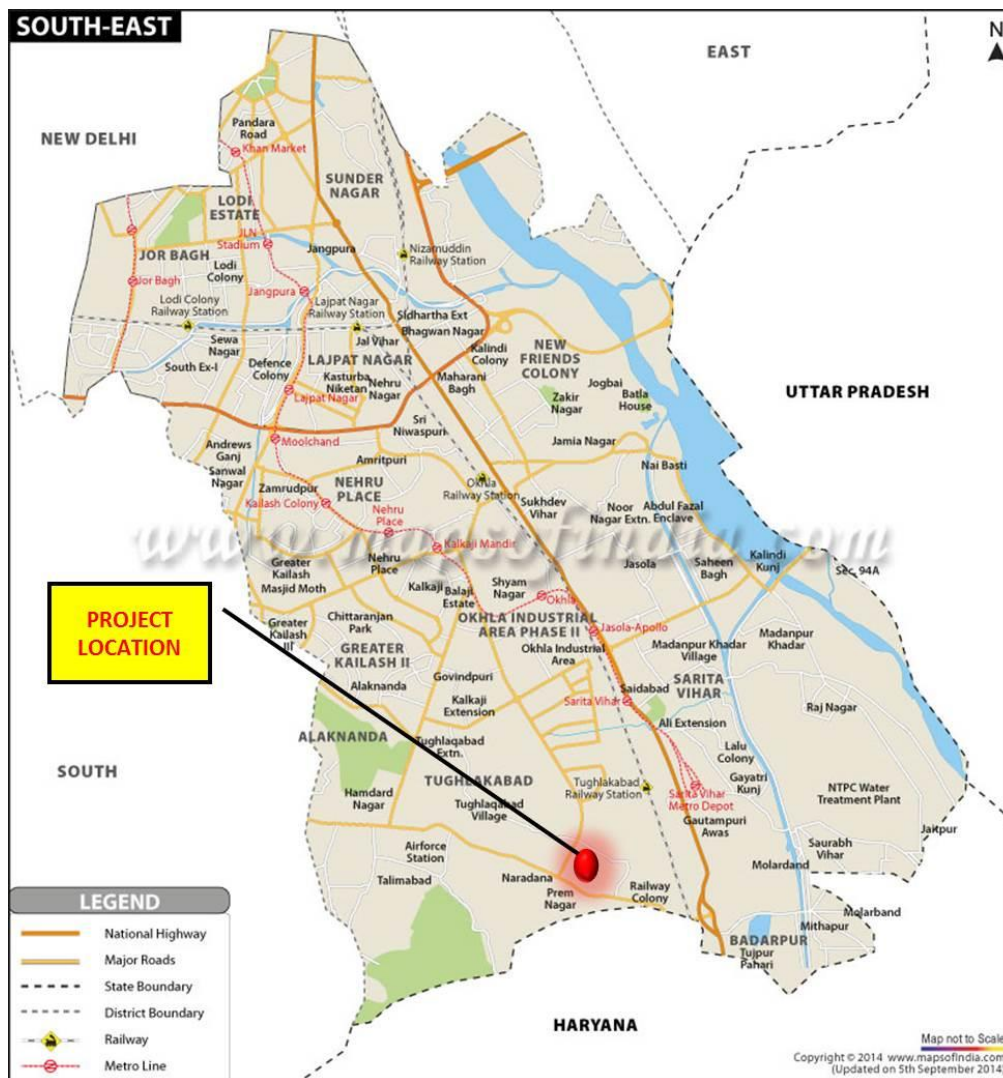 SOUTH-EAST
N
EAST
NEW DELHI
Pandara
Road
Khan Market
SUNDER
NAGAR
LODI
ESTATE
JLN
Stadium
Jangpura
Nizamuddin
Railway Station
JOR BAGH
Lodi
Colony
Jor Bagh
Jangpura
Lodi Colony
Railway Station
Lajpat Nagar
Railway Station
Sidhartha Ext
Bhagwan Nagar
Sewa
Nagar
Jal Vihar
Kalindi
Colony
NEW
FRIENDS
COLONY
South Ex-I
Defence
Colony
LAJPAT NAGAR
Kasturba
Niketan
Nehru
Nagar
Maharani
Bagh
Jogbai
Zakir
Nagar
Batla
House
UTTAR PRADESH
Lajpat Nagar
Sri
Niwaspuri
Moolchand
Jamia Nagar
Andrews
Ganj
Sanwal
Nagar
Amritpuri
Nai Basti
Zamrudpur
NEHRU
PLACE
Okhla
Railway Station
Kailash Colony
Sukhdev
Vihar
Noor
Nagar Extn.
Abdul Fazal
Enclave
Nehru
Place
Kalkaji Mandir
www.mapsofindia.com
Greater
Kailash
Masjid Moth
Nehru
Place
Kalkaji
Balaji
Estate
Shyam
Nagar
Jasola
Saheen
Bagh
Kalindi
Kunj
Sec. 94A
Okhla
PROJECT
LOCATION
Greater
Kailash
III
Chittaranjan
Park
OKHLA INDUSTRIAL
AREA PHASE II
Jasola-Apollo
Okhla Industrial
Area
Madanpur Khadar
Village
Madanpur
Khadar
GREATER
KAILASH II
Govindpuri
SARITA
VIHAR
Alaknanda
Kalkaji
Extension
Saidabad
Sarita Vihar
Raj Nagar
Ali Extension
ALAKNANDA
Tughlaqabad
Extn.
Lalu
Colony
SOUTH
TUGHLAKABAD
Tughlakabad
Railway Station
Gayatri
Kunj
Hamdard
Nagar
Tughlaqabad
Village
Sarita Vihar
Metro Depot
NTPC Water
Treatment Plant
Gautampuri
Awas
Jaitpur
Airforce
Station
Saurabh
Vihar
Talimabad
Naradana
Prem
Nagar
Railway
Colony
Molardand
Molarband
Mithapur
BADARPUR
Tujpur
Pahari
LEGEND
National Highway
Major Roads
State Boundary
District Boundary
Railway
Metro Line
HARYANA
Map not to Scale
Copyright © 2014 www.mapsofindia.com
(Updated on 5th September 2014)